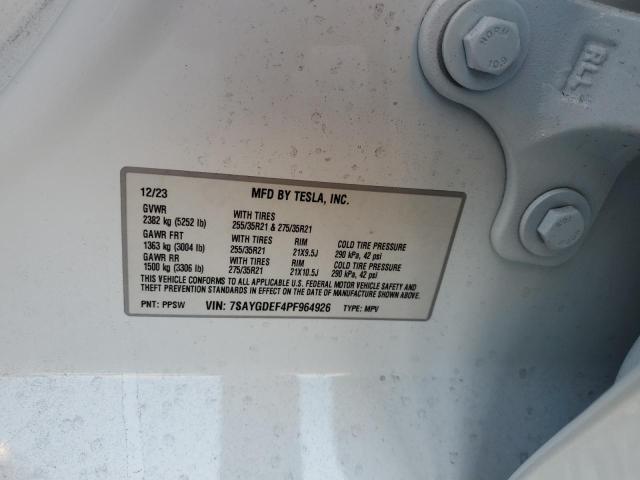 HOPM
10.9
RLL
12/23 MFD BY TESLA, INC.
GVWR WITH TIRES
2382 kg (5252 lb) 255/35R21 & 275/35R21
GAWR FRT WITH TIRES RIM COLD TIRE PRESSURE
1363 kg (3004 lb) 255/35R21 21X9.5J 290 kPa, 42 psi
GAWR RR WITH TIRES RIM COLD TIRE PRESSURE
1500 kg (3306 lb) 275/35R21 21X10.5J 290 kPa, 42 psi
THIS VEHICLE CONFORMS TO ALL APPLICABLE U.S. FEDERAL MOTOR VEHICLE SAFETY AND
THEFT PREVENTION STANDARDS IN EFFECT ON THE DATE OF MANUFACTURE SHOWN ABOVE.
PNT: PPSW VIN: 7SAYGDEF4PF964926 TYPE: MPV